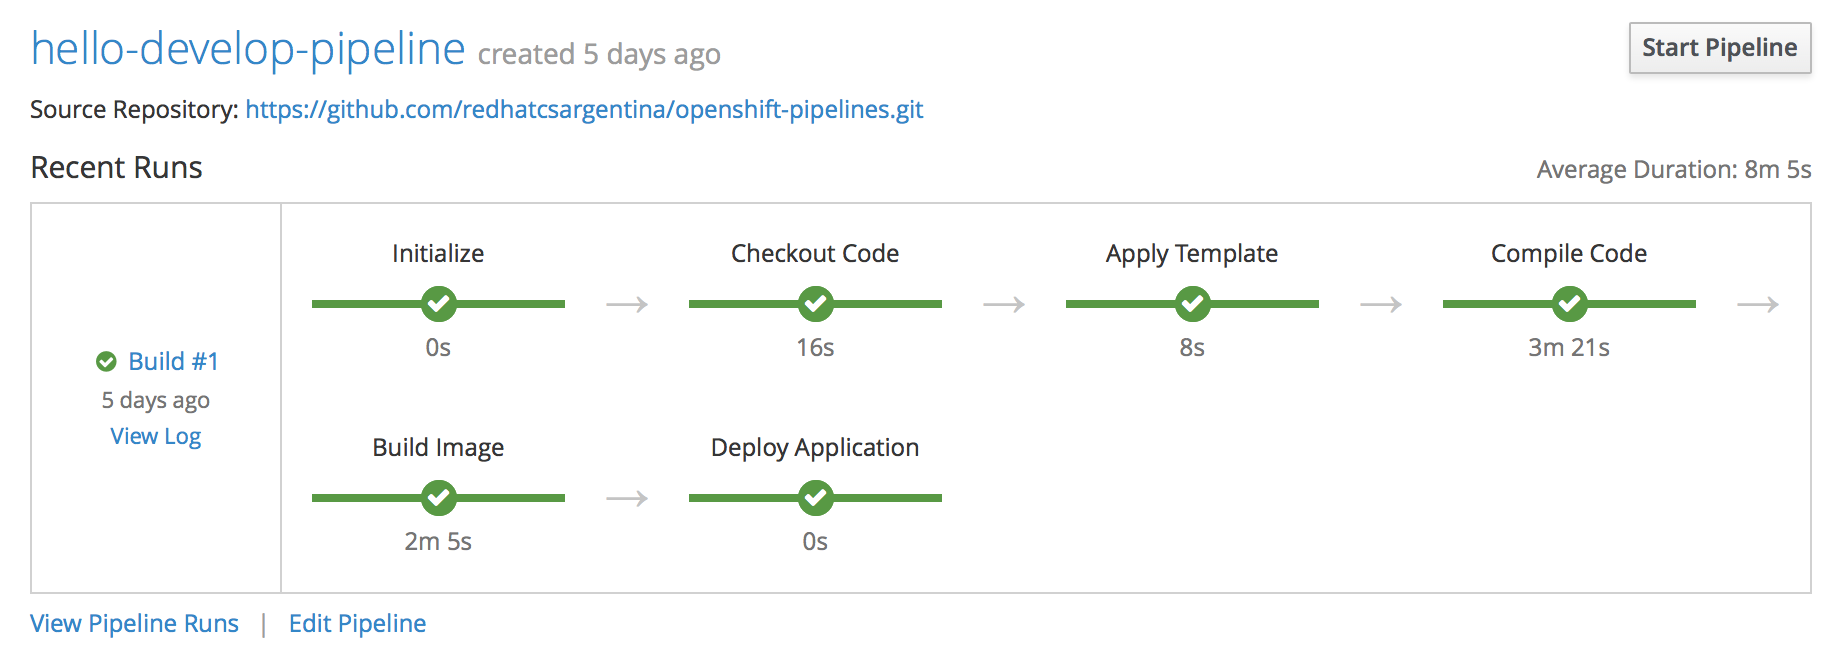 hello-develop-pipeline created 5 days ago
Start Pipeline
Source Repository: https://github.com/redhatcsargentina/openshift-pipelines.git
Recent Runs
Average Duration: 8m 5s
Build #1
5 days ago
View Log
Initialize
0s
Checkout Code
16s
Apply Template
8s
Compile Code
3m 21s
Build Image
2m 5s
Deploy Application
0s
View Pipeline Runs | Edit Pipeline